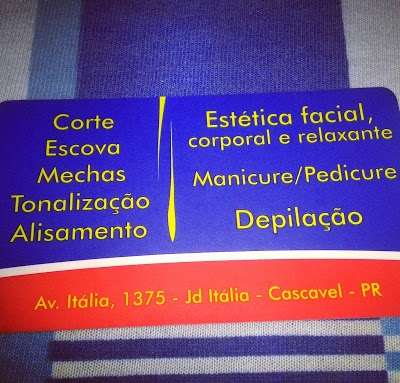 Corte
Escova
Mechas
Tonalização
Alisamento
Estética facial,
corporal e relaxante
Manicure/Pedicure
Depilação
Av. Itália, 1375 - Jd Itália - Cascavel - PR